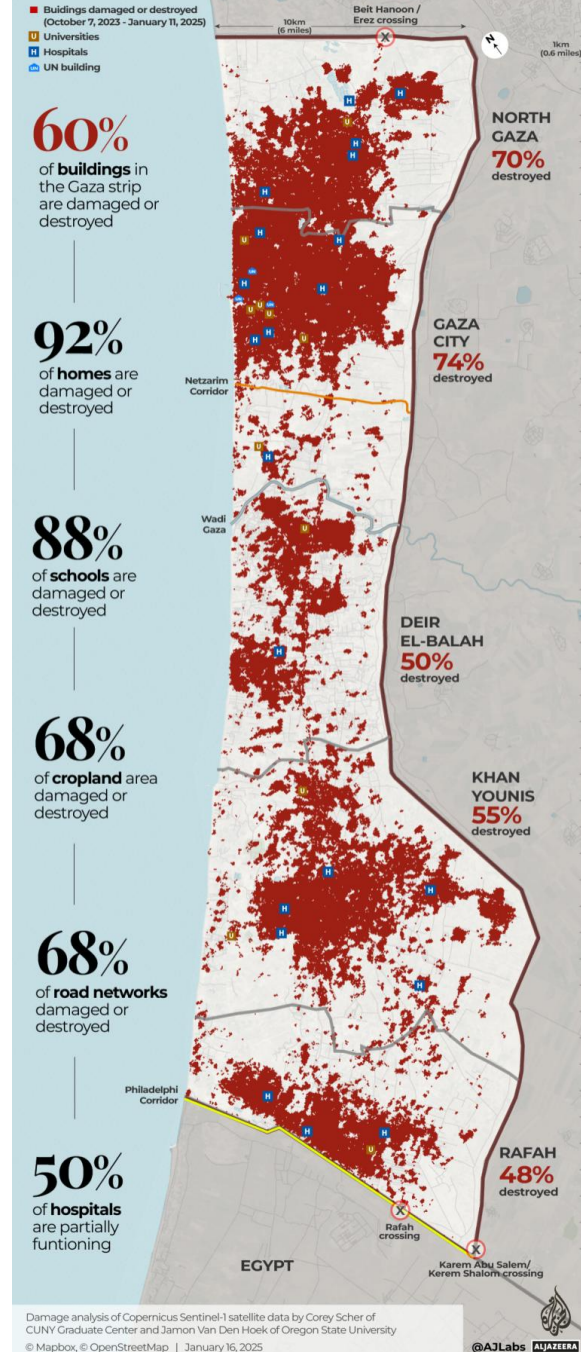 Buidings damaged or destroyed
(October 7, 2023 - January 11, 2025)
U Universities
H Hospitals
UN UN building
10km
(6 miles)
Beit Hanoon /
Erez crossing
X
N
1km
(0.6 miles)
60%
of buildings in
the Gaza strip
are damaged or
destroyed
92%
of homes are
damaged or
destroyed
88%
of schools are
damaged or
destroyed
68%
of cropland area
damaged or
destroyed
68%
of road networks
damaged or
destroyed
50%
of hospitals
are partially
funtioning
NORTH
GAZA
70%
destroyed
GAZA
CITY
74%
destroyed
Netzarim
Corridor
Wadi
Gaza
DEIR
EL-BALAH
50%
destroyed
KHAN
YOUNIS
55%
destroyed
Philadelphi
Corridor
RAFAH
48%
destroyed
X
Rafah
crossing
X
Karem Abu Salem/
Kerem Shalom crossing
EGYPT
Damage analysis of Copernicus Sentinel-1 satellite data by Corey Scher of
CUNY Graduate Center and Jamon Van Den Hoek of Oregon State University
© Mapbox, © OpenStreetMap | January 16, 2025
@AJLabs ALJAZEERA